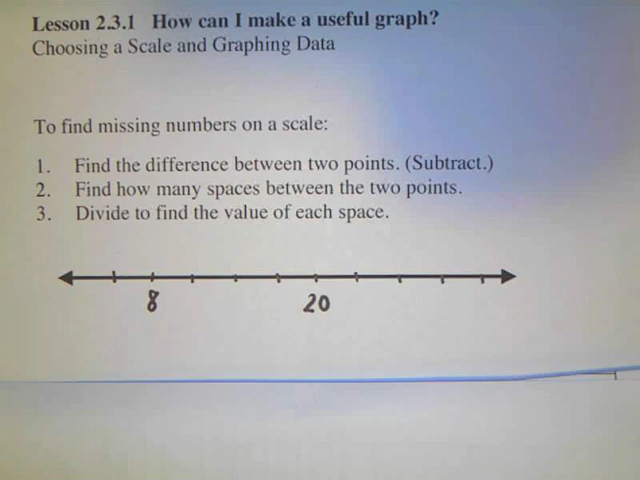 Lesson 2.3.1 How can I make a useful graph?
Choosing a Scale and Graphing Data
To find missing numbers on a scale:
1. Find the difference between two points. (Subtract.)
2. Find how many spaces between the two points.
3. Divide to find the value of each space.
8 20